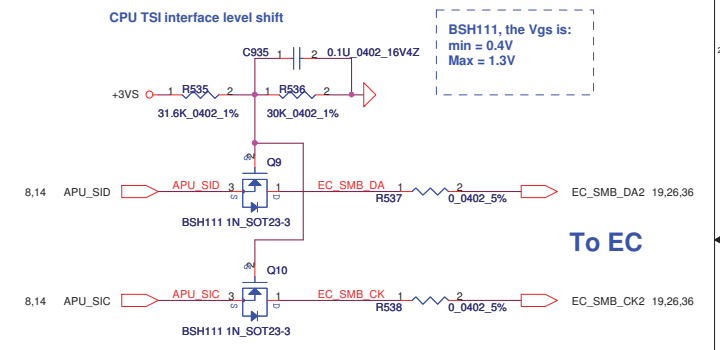 CPU TSI interface level shift
BSH111, the Vgs is:
min = 0.4V
Max = 1.3V
C935 1 2 0.1U_0402_16V4Z
2
+3VS 1 R535 2 1 R536 2
31.6K_0402_1% 30K_0402_1%
2
G
Q9
8,14 APU_SID APU_SID 3 1 EC_SMB_DA 1 2 EC_SMB_DA2 19,26,36
S D R537 0_0402_5%
BSH111 1N_SOT23-3
To EC
2
G
Q10
8,14 APU_SIC APU_SIC 3 1 EC_SMB_CK 1 2 EC_SMB_CK2 19,26,36
S D R538 0_0402_5%
BSH111 1N_SOT23-3